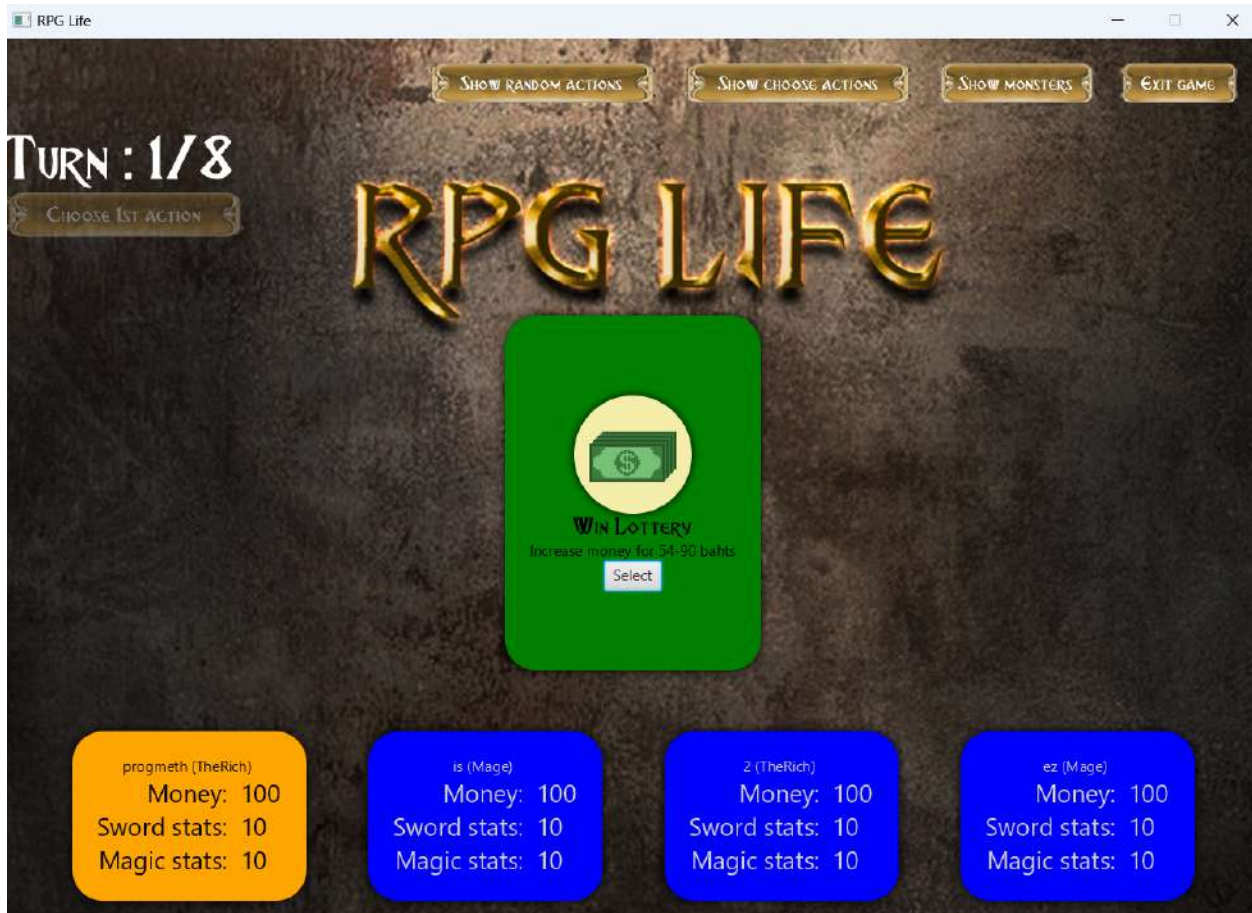 RPG Life
Show random actions
Show choose actions
Show monsters
Exit game
Turn : 1/8
Choose 1st action
RPG LIFE
Win Lottery
Increase money for 54-90 bahts
Select
progmeth (TheRich)
Money: 100
Sword stats: 10
Magic stats: 10
is (Mage)
Money: 100
Sword stats: 10
Magic stats: 10
2 (TheRich)
Money: 100
Sword stats: 10
Magic stats: 10
ez (Mage)
Money: 100
Sword stats: 10
Magic stats: 10